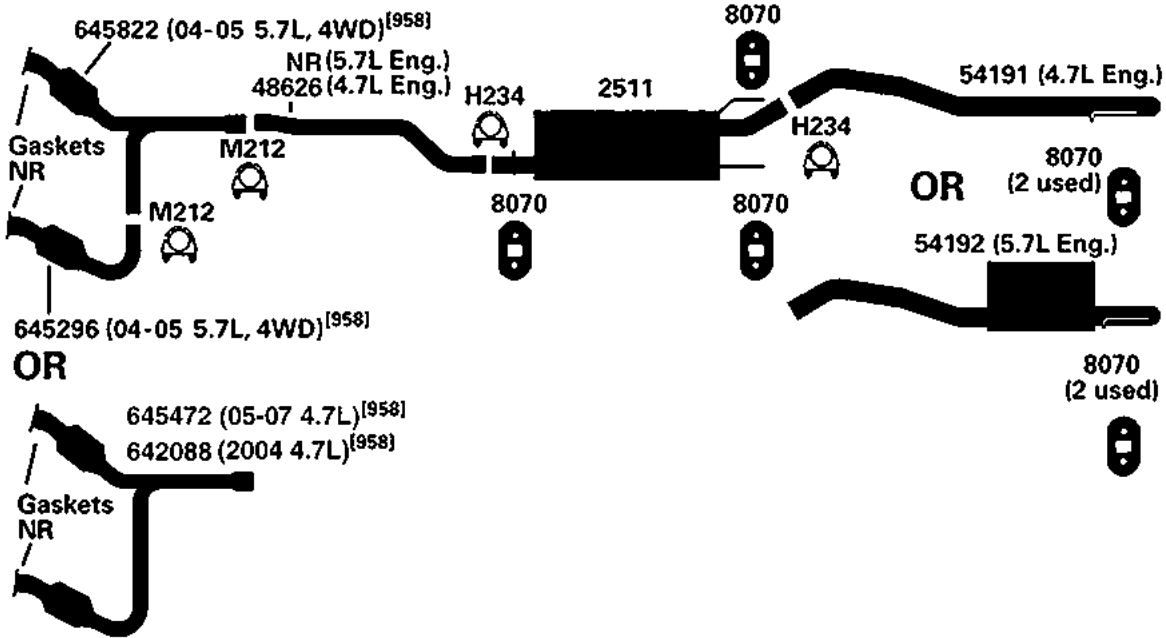 645822 (04-05 5.7L, 4WD)[958]
8070
NR (5.7L Eng.)
48626 (4.7L Eng.)
H234
2511
54191 (4.7L Eng.)
Gaskets
NR
M212
H234
8070
(2 used)
OR
M212
8070
8070
54192 (5.7L Eng.)
645296 (04-05 5.7L, 4WD)[958]
OR
8070
(2 used)
645472 (05-07 4.7L)[958]
642088 (2004 4.7L)[958]
Gaskets
NR